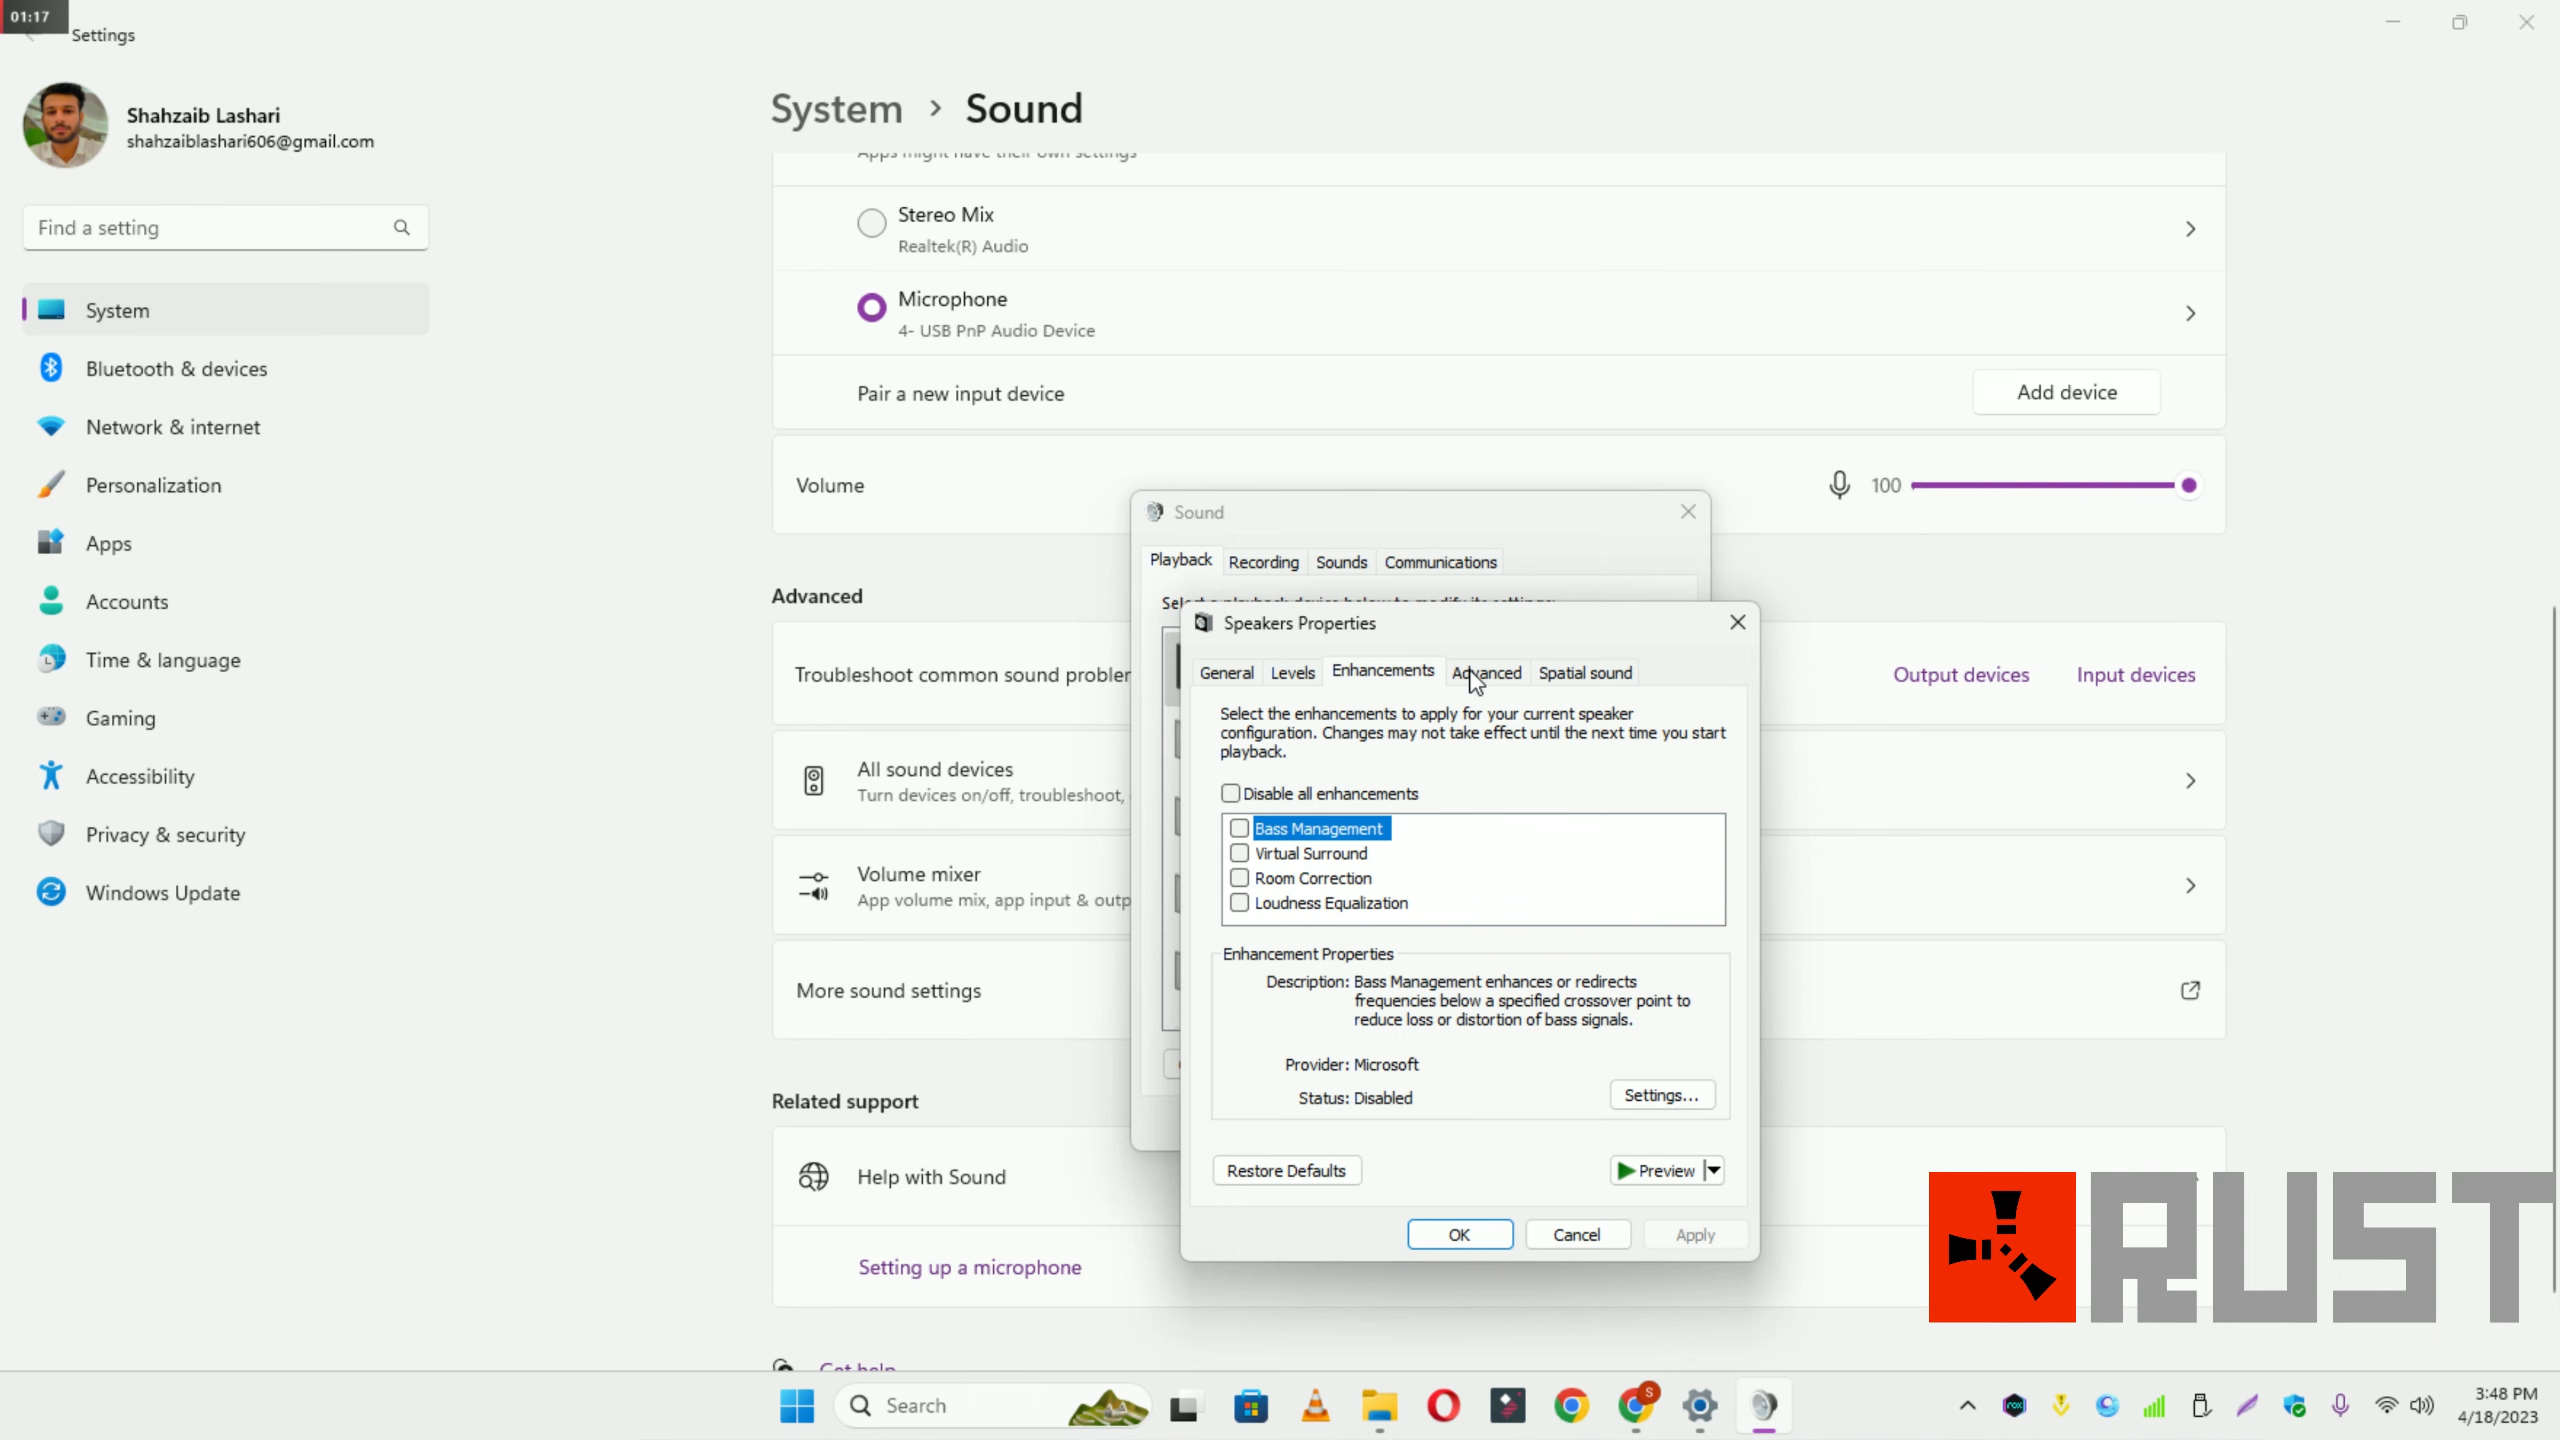 01:17
Settings
Shahzaib Lashari
shahzaiblashari606@gmail.com
Find a setting
System
Bluetooth & devices
Network & internet
Personalization
Apps
Accounts
Time & language
Gaming
Accessibility
Privacy & security
Windows Update
System > Sound
Apps might have their own settings
Stereo Mix
Realtek(R) Audio
Microphone
4- USB PnP Audio Device
Pair a new input device
Add device
Volume
100
Advanced
Troubleshoot common sound
Output devices
Input devices
All sound devices
Turn devices on/off, troubleshoot,
Volume mixer
App volume mix, app input &
More sound settings
Related support
Help with Sound
Setting up a microphone
Get help
Sound
Playback
Recording
Sounds
Communications
Speakers Properties
General
Levels
Enhancements
Advanced
Spatial sound
Select the enhancements to apply for your current speaker
configuration. Changes may not take effect until the next time you start
playback.
Disable all enhancements
Bass Management
Virtual Surround
Room Correction
Loudness Equalization
Enhancement Properties
Description: Bass Management enhances or redirects
frequencies below a specified crossover point to
reduce loss or distortion of bass signals.
Provider: Microsoft
Status: Disabled
Settings...
Restore Defaults
Preview
OK
Cancel
Apply
RUST
Search
S
3:48 PM
4/18/2023